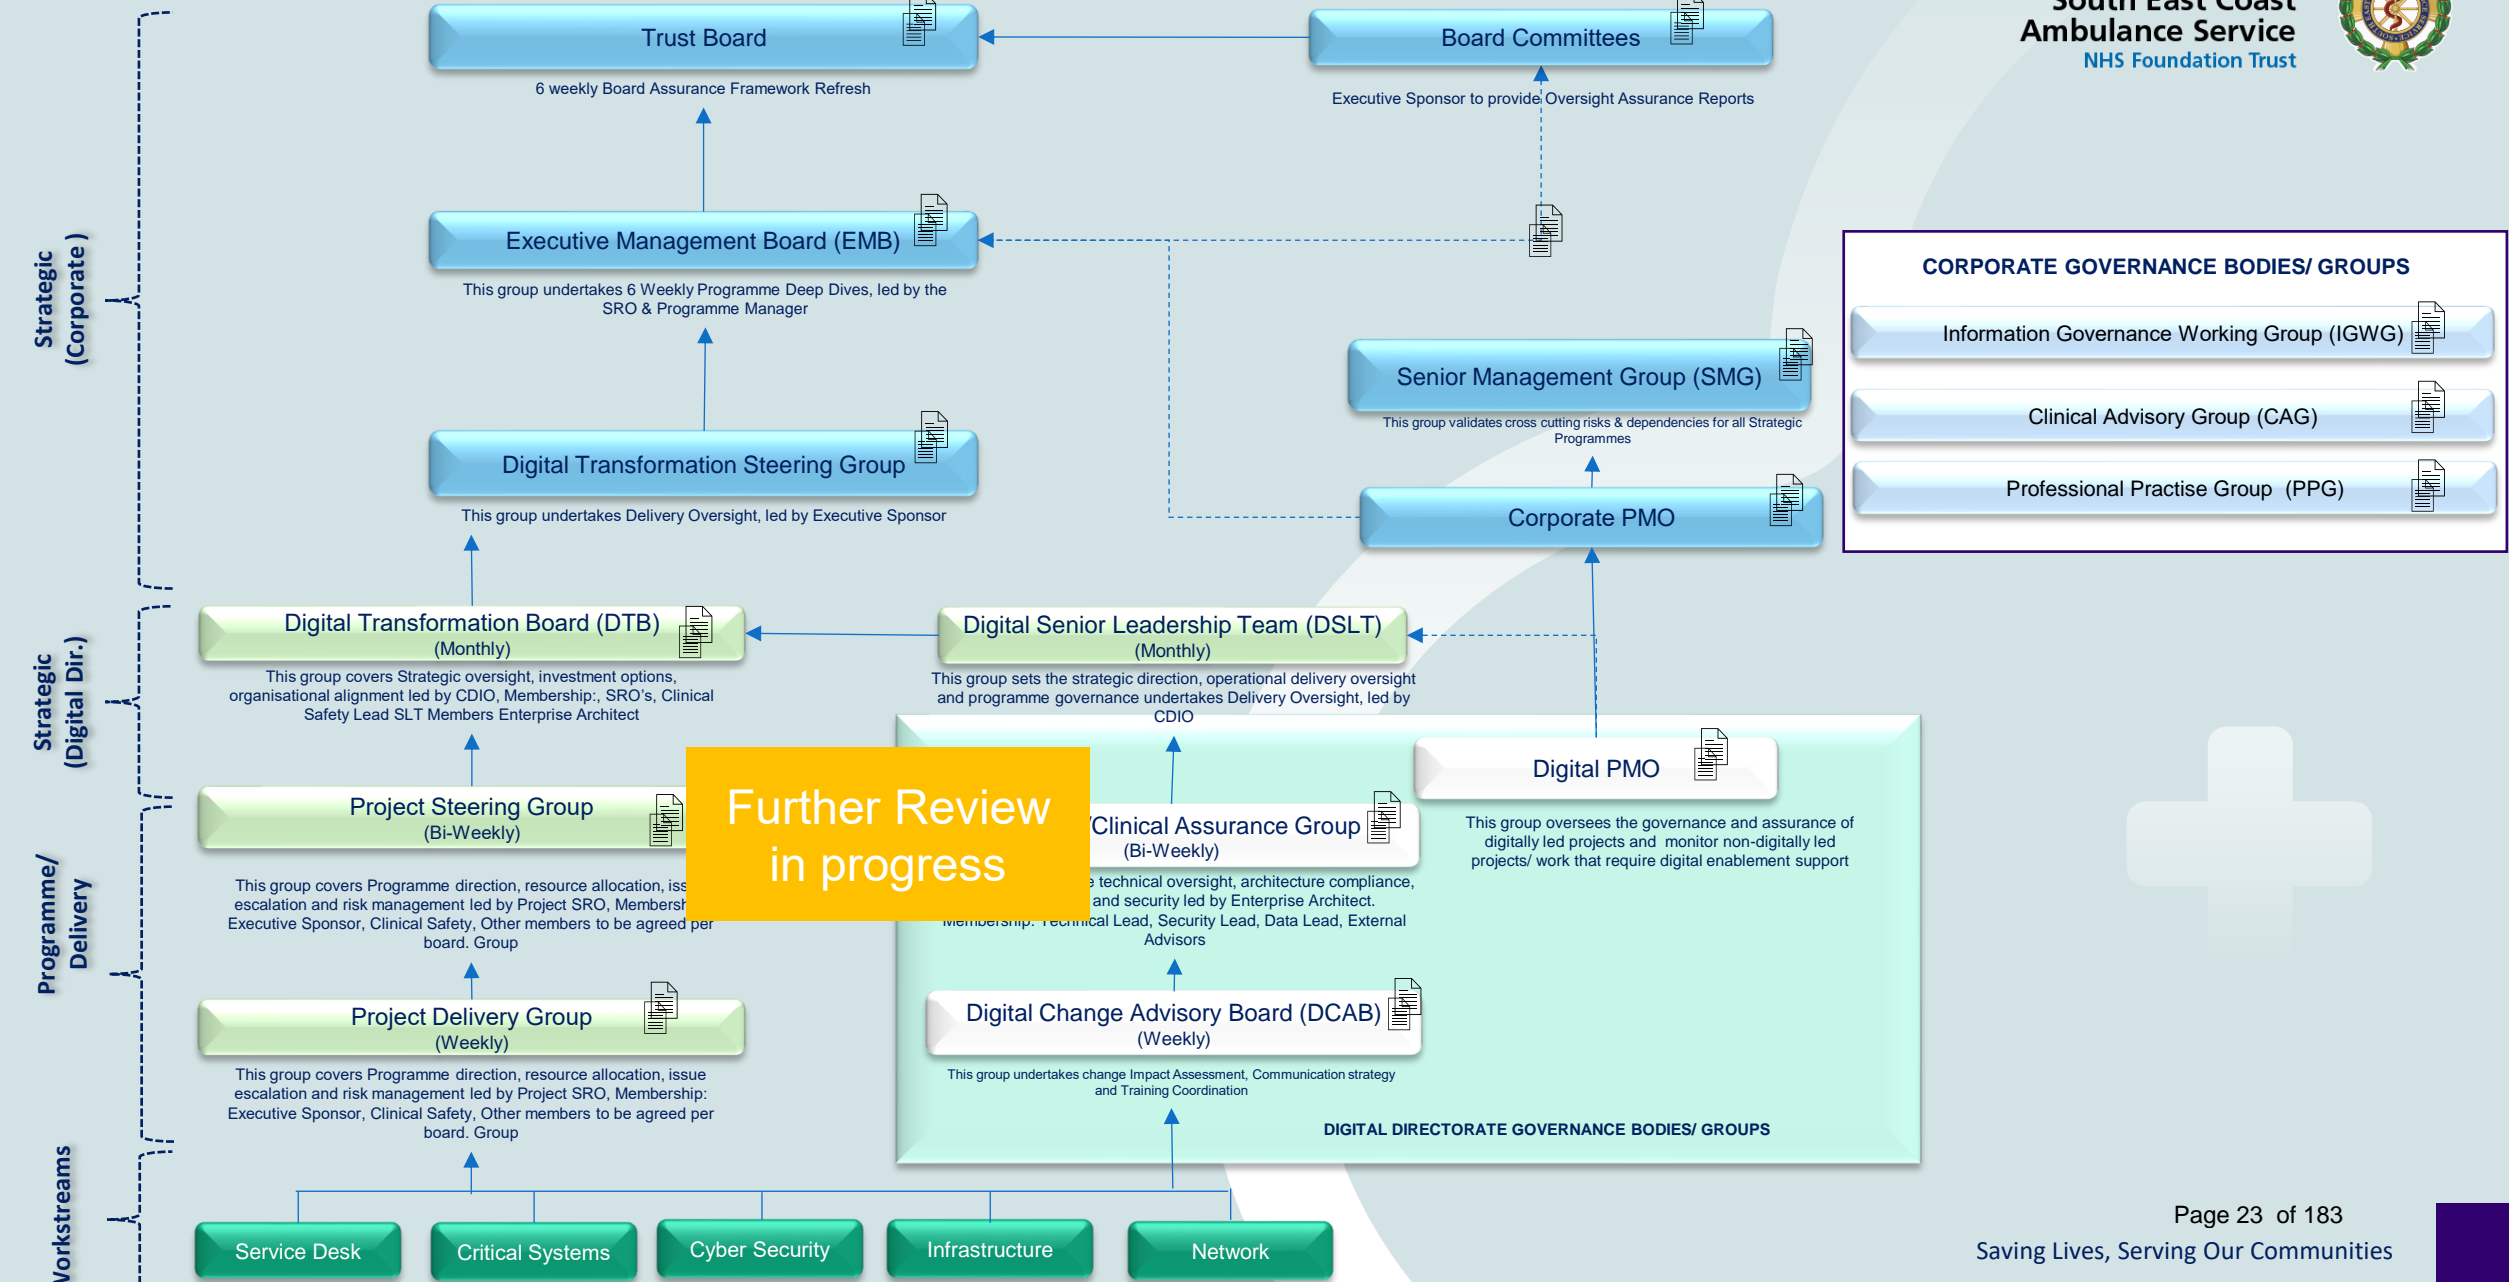 South East Coast
Ambulance Service
NHS Foundation Trust
Trust Board
Board Committees
6 weekly Board Assurance Framework Refresh
Executive Sponsor to provide Oversight Assurance Reports
Strategic
(Corporate )
Executive Management Board (EMB)
This group undertakes 6 Weekly Programme Deep Dives, led by the
SRO & Programme Manager
CORPORATE GOVERNANCE BODIES/ GROUPS
Information Governance Working Group (IGWG)
Clinical Advisory Group (CAG)
Professional Practise Group (PPG)
Senior Management Group (SMG)
This group validates cross cutting risks & dependencies for all Strategic
Programmes
Digital Transformation Steering Group
This group undertakes Delivery Oversight, led by Executive Sponsor
Corporate PMO
Strategic
(Digital Dir.)
Digital Transformation Board (DTB)
(Monthly)
This group covers Strategic oversight, investment options,
organisational alignment led by CDIO, Membership:, SRO's, Clinical
Safety Lead SLT Members Enterprise Architect
Digital Senior Leadership Team (DSLT)
(Monthly)
This group sets the strategic direction, operational delivery oversight
and programme governance undertakes Delivery Oversight, led by
CDIO
Digital PMO
This group oversees the governance and assurance of
digitally led projects and monitor non-digitally led
projects/ work that require digital enablement support
Further Review
in progress
Programme/
Delivery
Project Steering Group
(Bi-Weekly)
This group covers Programme direction, resource allocation,
escalation and risk management led by Project SRO,
Executive Sponsor, Clinical Safety, Other members to be agreed per
board. Group
/Clinical Assurance Group
(Bi-Weekly)
technical oversight, architecture compliance,
and security led by Enterprise Architect.
Membership: Technical Lead, Security Lead, Data Lead, External
Advisors
Project Delivery Group
(Weekly)
This group covers Programme direction, resource allocation, issue
escalation and risk management led by Project SRO, Membership:
Executive Sponsor, Clinical Safety, Other members to be agreed per
board. Group
Digital Change Advisory Board (DCAB)
(Weekly)
This group undertakes change Impact Assessment, Communication strategy
and Training Coordination
DIGITAL DIRECTORATE GOVERNANCE BODIES/ GROUPS
Workstreams
Service Desk
Critical Systems
Cyber Security
Infrastructure
Network
Page 23 of 183
Saving Lives, Serving Our Communities